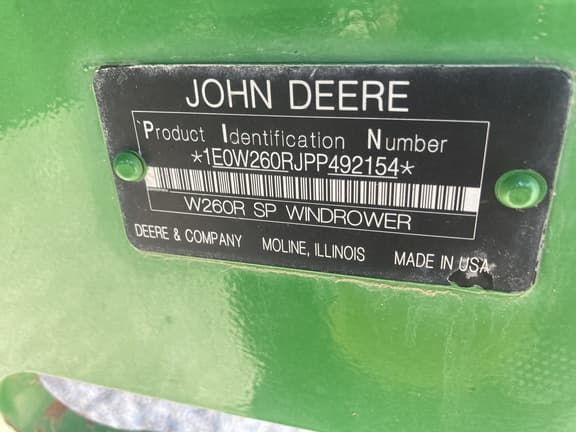 JOHN DEERE
Product Identification Number
*1E0W260RJPP492154*
W260R SP WINDROWER
DEERE & COMPANY MOLINE, ILLINOIS MADE IN USA